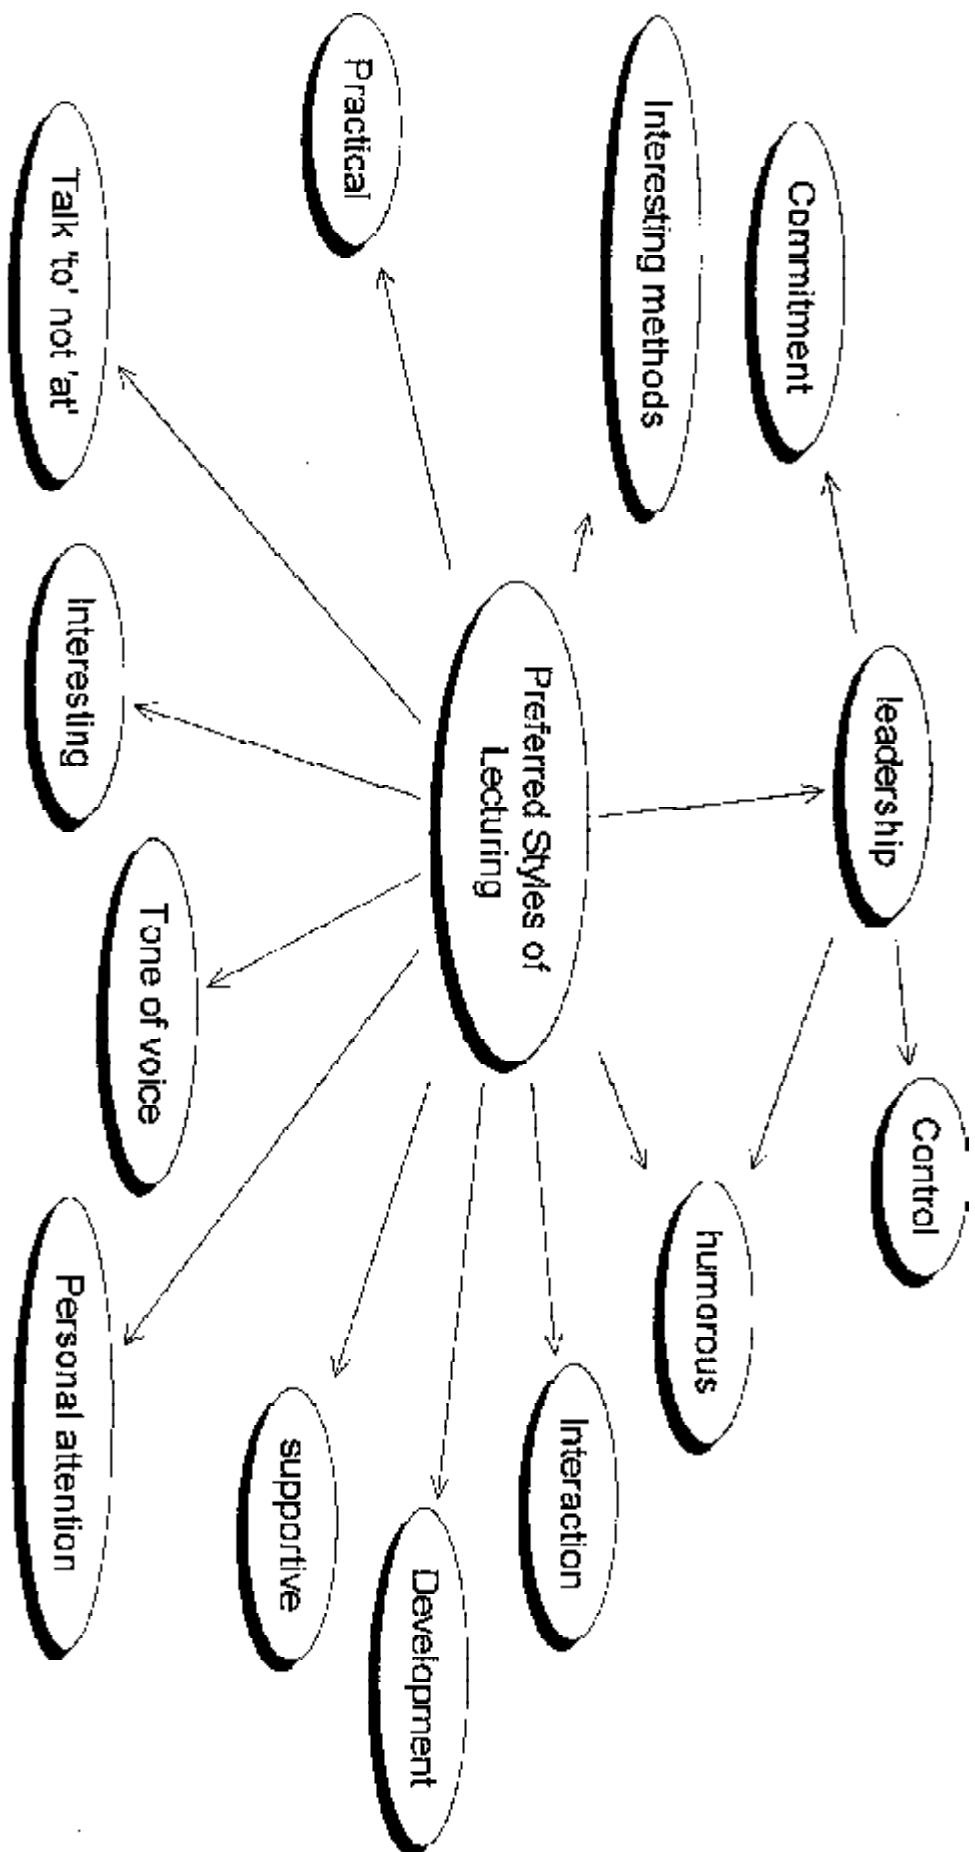 Commitment
leadership
Control
Interesting methods
humorous
Preferred Styles of
Lecturing
Interaction
Practical
Development
supportive
Talk 'to' not 'at'
Interesting
Tone of voice
Personal attention